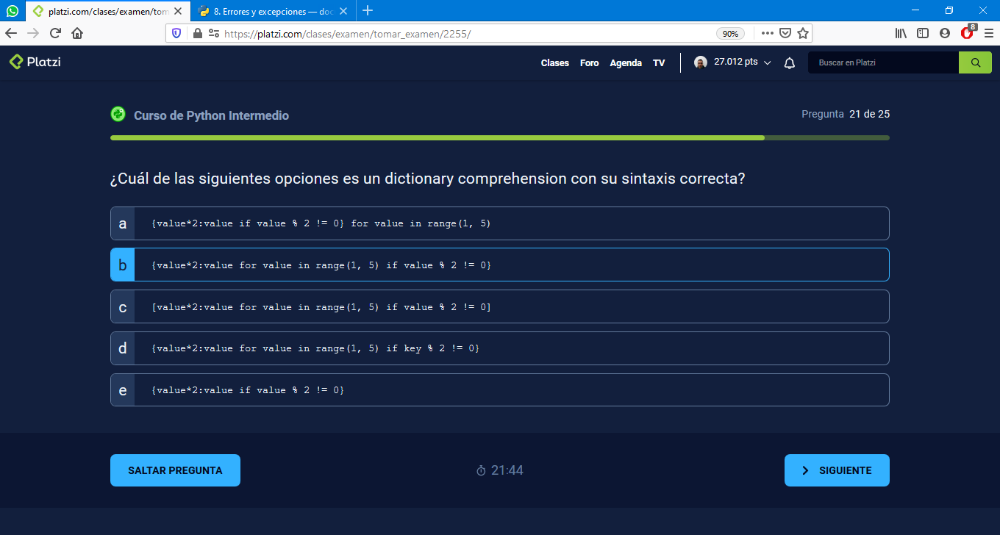 platzi.com/clases/examen/tom
8. Errores y excepciones — doc
https://platzi.com/clases/examen/tomar_examen/2255/
90%
8
Platzi
Clases
Foro
Agenda
TV
27.012 pts
Buscar en Platzi
Curso de Python Intermedio
Pregunta 21 de 25
¿Cuál de las siguientes opciones es un dictionary comprehension con su sintaxis correcta?
a {value*2:value if value % 2 != 0} for value in range(1, 5)
b {value*2:value for value in range(1, 5) if value % 2 != 0}
c [value*2:value for value in range(1, 5) if value % 2 != 0]
d {value*2:value for value in range(1, 5) if key % 2 != 0}
e {value*2:value if value % 2 != 0}
SALTAR PREGUNTA
21:44
SIGUIENTE